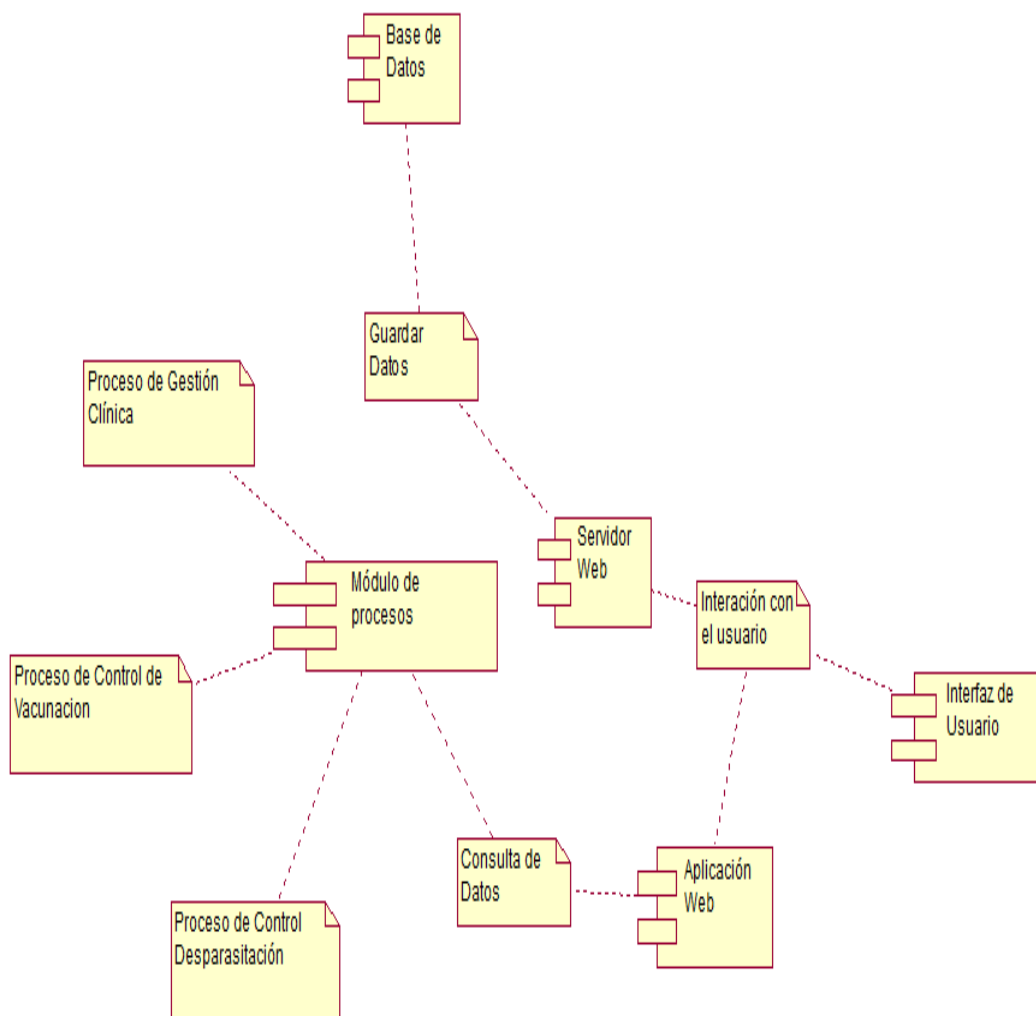 Base de
Datos
Guardar
Datos
Proceso de Gestión
Clínica
Servidor
Web
Módulo de
procesos
Interación con
el usuario
Proceso de Control de
Vacunacion
Interfaz de
Usuario
Consulta de
Datos
Aplicación
Web
Proceso de Control
Desparasitación